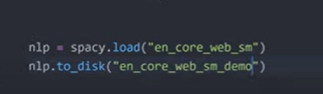 nlp = spacy.load("en_core_web_sm")
nlp.to_disk("en_core_web_sm_demo")